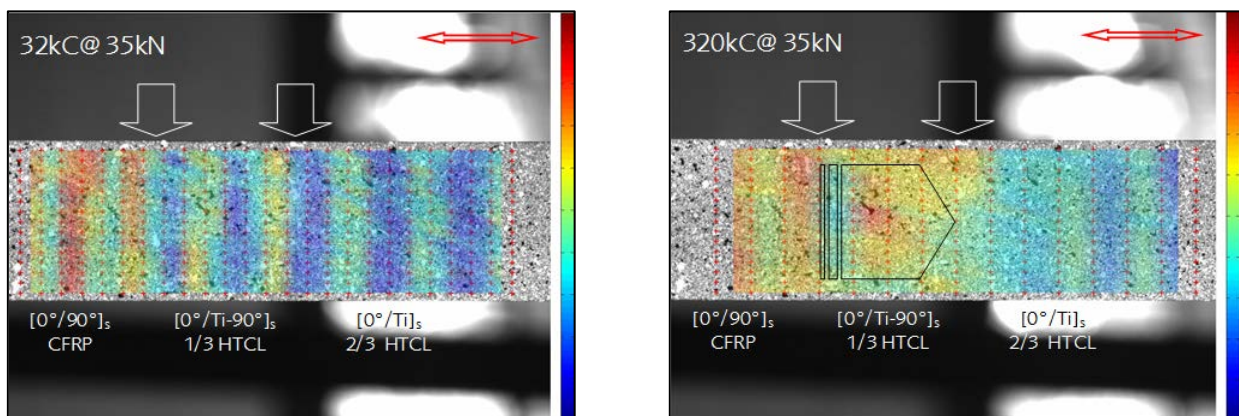 32kC@ 35kN
[0°/90°]s
CFRP
[0°/Ti-90°]s
1/3 HTCL
[0°/Ti]s
2/3 HTCL
320kC@ 35kN
[0°/90°]s
CFRP
[0°/Ti-90°]s
1/3 HTCL
[0°/Ti]s
2/3 HTCL